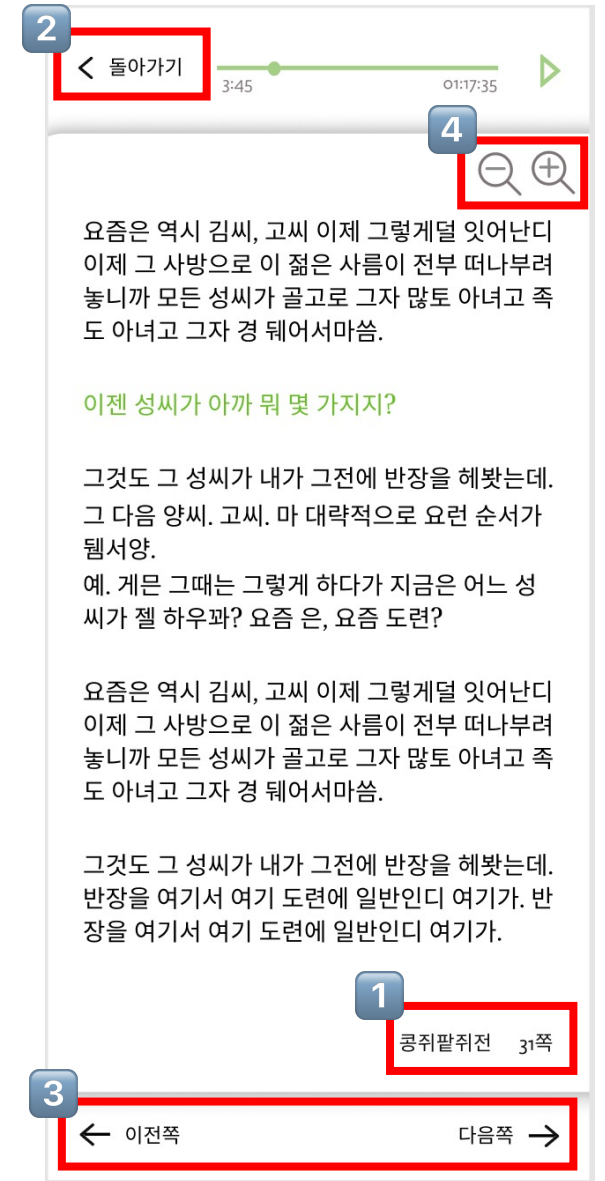 2
돌아가기
3:45
01:17:35
4
요즘은 역시 김씨, 고씨 이제 그렇게덜 잇어난디
이제 그 사방으로 이 젊은 사름이 전부 떠나부려
놓니까 모든 성씨가 골고로 그자 많토 아녀고 족
도 아녀고 그자 경 뒈어서마씀.
이젠 성씨가 아까 뭐 몇 가지지?
그것도 그 성씨가 내가 그전에 반장을 헤봣는데.
그 다음 양씨. 고씨. 마 대략적으로 요런 순서가
뒘서양.
예. 게믄 그때는 그렇게 하다가 지금은 어느 성
씨가 젤 하우꽈? 요즘 은, 요즘 도련?
요즘은 역시 김씨, 고씨 이제 그렇게덜 잇어난디
이제 그 사방으로 이 젊은 사름이 전부 떠나부려
놓니까 모든 성씨가 골고로 그자 많토 아녀고 족
도 아녀고 그자 경 뒈어서마씀.
그것도 그 성씨가 내가 그전에 반장을 헤봣는데.
반장을 여기서 여기 도련에 일반인디 여기가. 반
장을 여기서 여기 도련에 일반인디 여기가.
1
콩쥐팥쥐전 31쪽
3
이전쪽 다음쪽